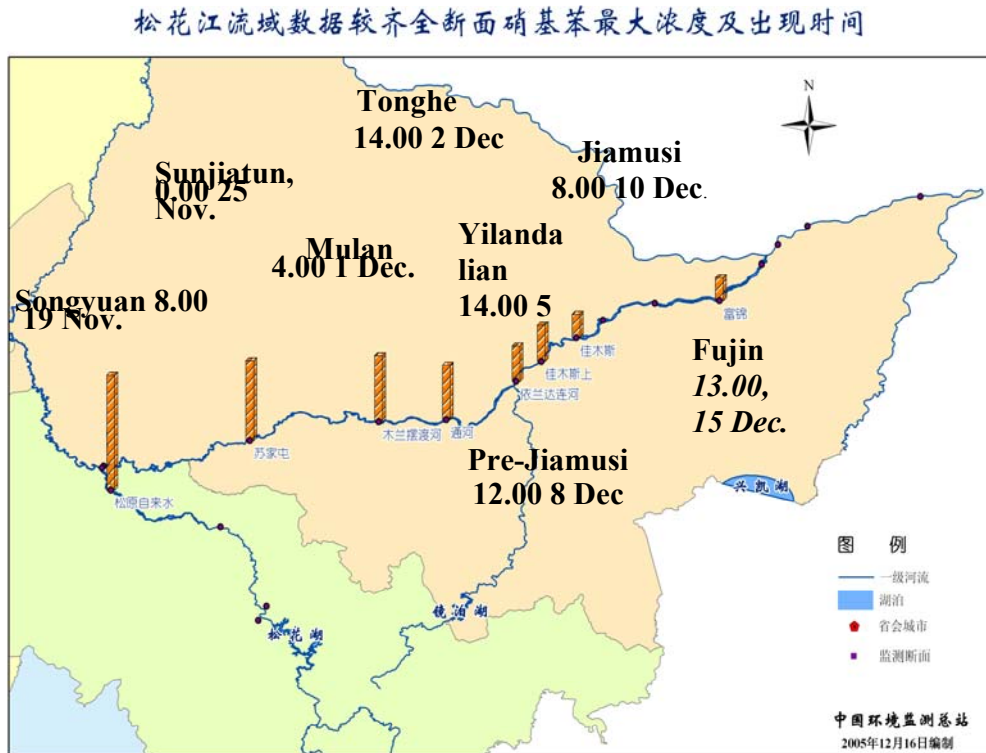 松花江流域数据较齐全断面硝基苯最大浓度及出现时间
N
Tonghe
14.00 2 Dec
Jiamusi
8.00 10 Dec.
Sunjiatun,
0.00 25
Nov.
Mulan
4.00 1 Dec.
Yilanda
lian
14.00 5
Songyuan 8.00
19 Nov.
富锦
佳木斯
佳木斯上
依兰达连河
Fujin
13.00,
15 Dec.
通河
木兰摆渡河
苏家屯
Pre-Jiamusi
12.00 8 Dec
松原自来水
兴凯湖
镜泊湖
松花湖
图 例
一级河流
湖泊
省会城市
监测断面
中国环境监测总站
2005年12月16日编制